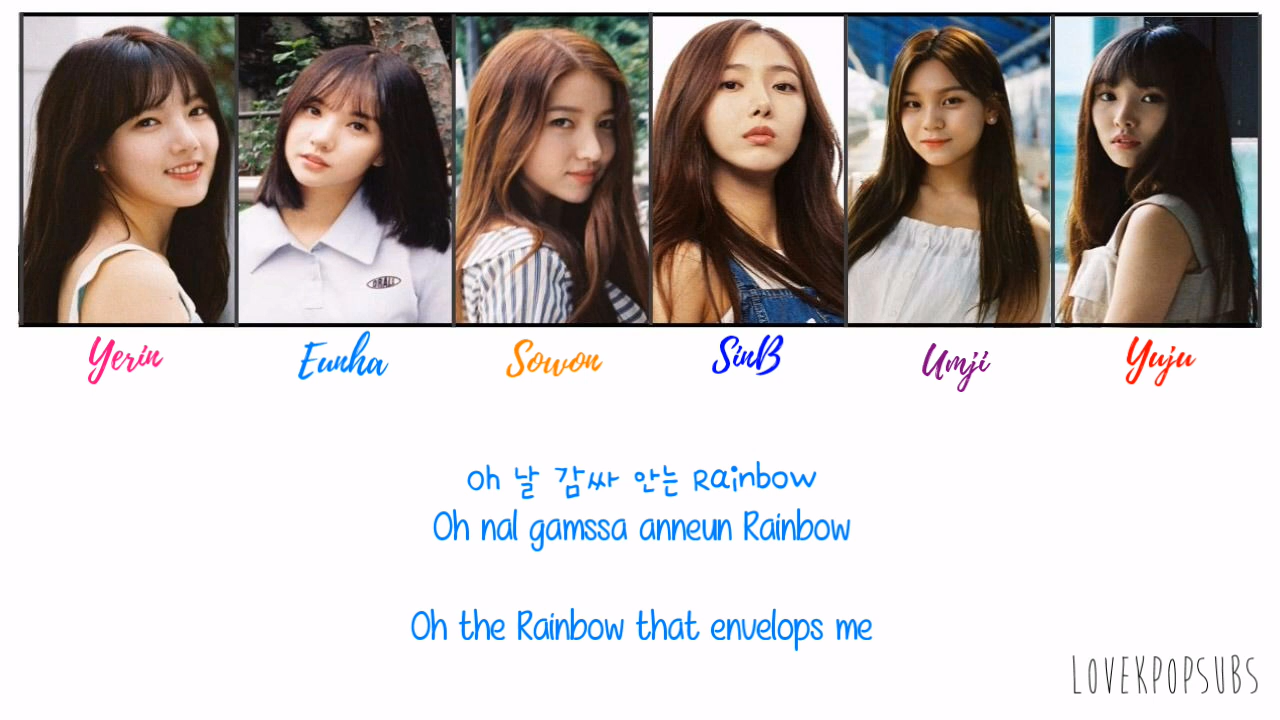 ORALI
Yerin
Eunha
Sowon
SinB
Umji
Yuju
Oh 날 감싸 안는 Rainbow
Oh nal gamssa anneun Rainbow
Oh the Rainbow that envelops me
LOVEKPOPSUBS